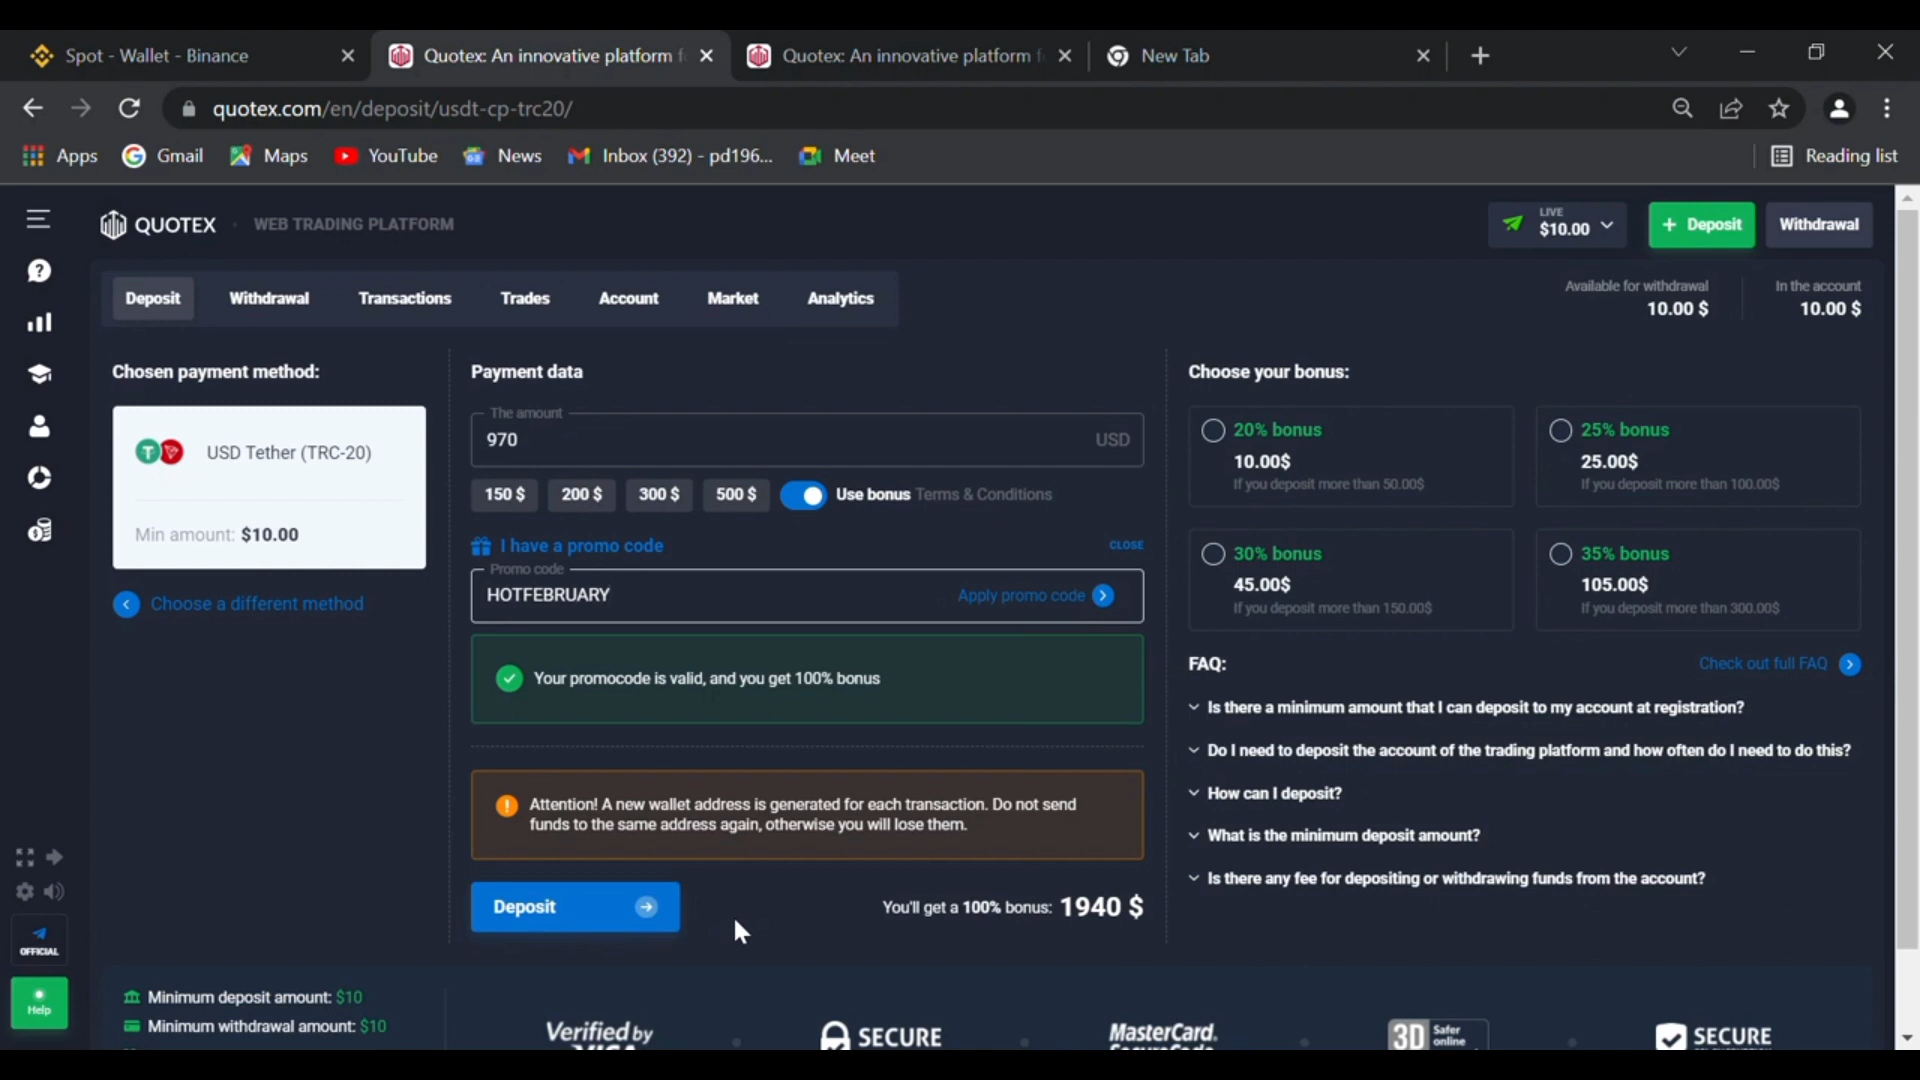 Spot - Wallet - Binance
Quotex: An innovative platform f
Quotex: An innovative platform f
New Tab
quotex.com/en/deposit/usdt-cp-trc20/
Apps
Gmail
Maps
YouTube
News
Inbox (392) - pd196...
Meet
Reading list
QUOTEX
WEB TRADING PLATFORM
LIVE
$10.00
+ Deposit
Withdrawal
Deposit
Withdrawal
Transactions
Trades
Account
Market
Analytics
Available for withdrawal
10.00 $
In the account
10.00 $
Chosen payment method:
USD Tether (TRC-20)
Min amount: $10.00
Choose a different method
Payment data
The amount
970
USD
150 $
200 $
300 $
500 $
Use bonus Terms & Conditions
I have a promo code
CLOSE
Promo code
HOTFEBRUARY
Apply promo code
Your promocode is valid, and you get 100% bonus
Attention! A new wallet address is generated for each transaction. Do not send
funds to the same address again, otherwise you will lose them.
Deposit
You'll get a 100% bonus: 1940 $
Choose your bonus:
20% bonus
10.00$
If you deposit more than 50.00$
25% bonus
25.00$
If you deposit more than 100.00$
30% bonus
45.00$
If you deposit more than 150.00$
35% bonus
105.00$
If you deposit more than 300.00$
FAQ:
Check out full FAQ
Is there a minimum amount that I can deposit to my account at registration?
Do I need to deposit the account of the trading platform and how often do I need to do this?
How can I deposit?
What is the minimum deposit amount?
Is there any fee for depositing or withdrawing funds from the account?
OFFICIAL
Help
Minimum deposit amount: $10
Minimum withdrawal amount: $10
Verified by
VISA
SECURE
MasterCard.
SecureCode
3D
Safer
online
SECURE